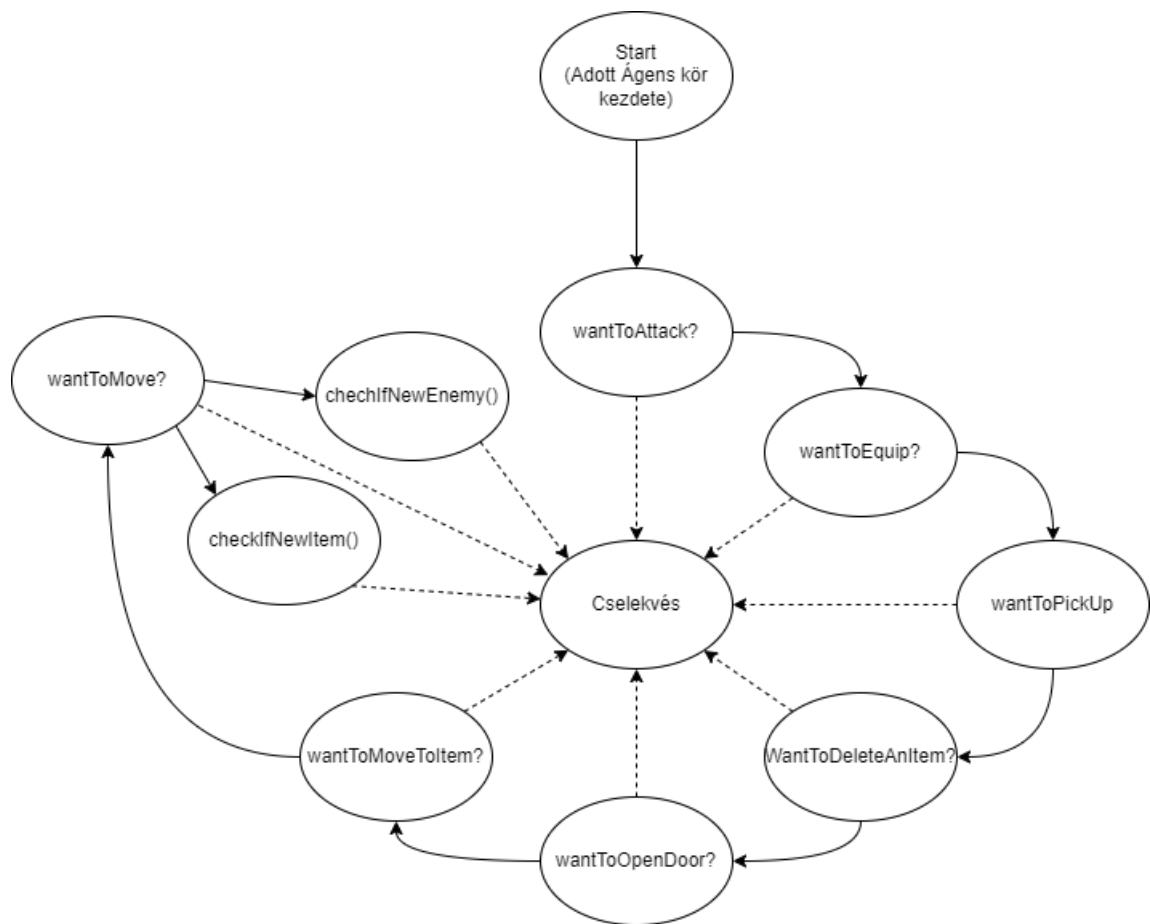 Start
(Adott Ágens kör
kezdete)
wantToAttack?
wantToMove?
chechIfNewEnemy()
wantToEquip?
checkIfNewItem()
Cselekvés
wantToPickUp
wantToMoveToItem?
WantToDeleteAnItem?
wantToOpenDoor?